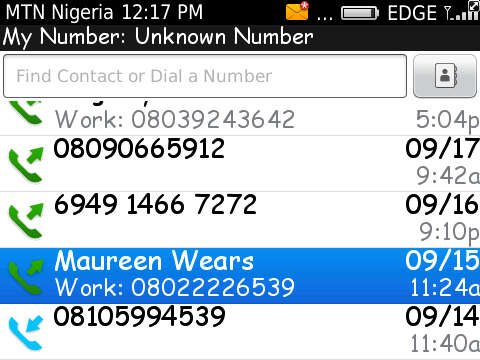 MTN Nigeria 12:17 PM ... EDGE
My Number: Unknown Number
Find Contact or Dial a Number
Work: 08039243642 5:04p
08090665912 09/17
9:42a
6949 1466 7272 09/16
9:10p
Maureen Wears 09/15
Work: 08022226539 11:24a
08105994539 09/14
11:40a